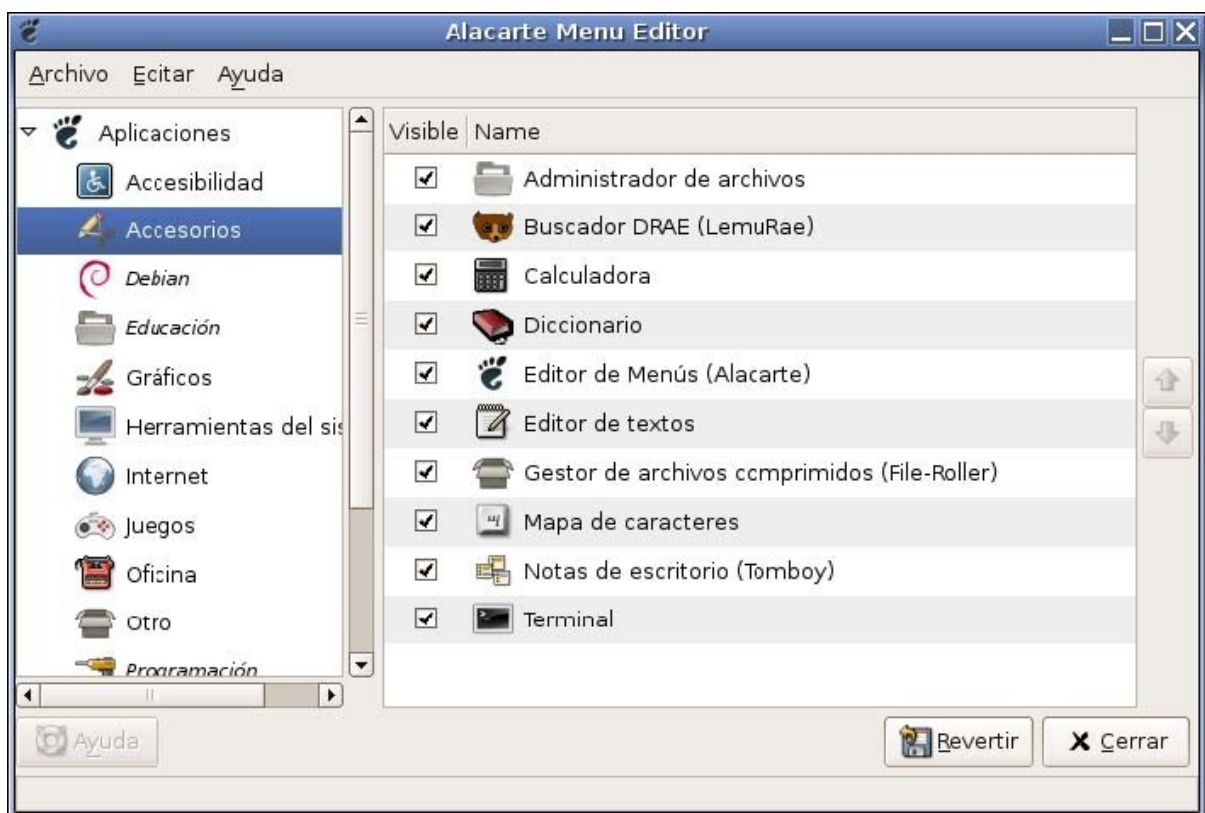 Alacarte Menu Editor
Archivo Ecitar Ayuda
Aplicaciones
Accesibilidad
Accesorios
Debian
Educación
Gráficos
Herramientas del sis
Internet
Juegos
Oficina
Otro
Programación
Visible Name
Administrador de archivos
Buscador DRAE (LemuRae)
Calculadora
Diccionario
Editor de Menús (Alacarte)
Editor de textos
Gestor de archivos ccmprimidos (File-Roller)
Mapa de caracteres
Notas de escritorio (Tomboy)
Terminal
Ayuda
Revertir
Cerrar